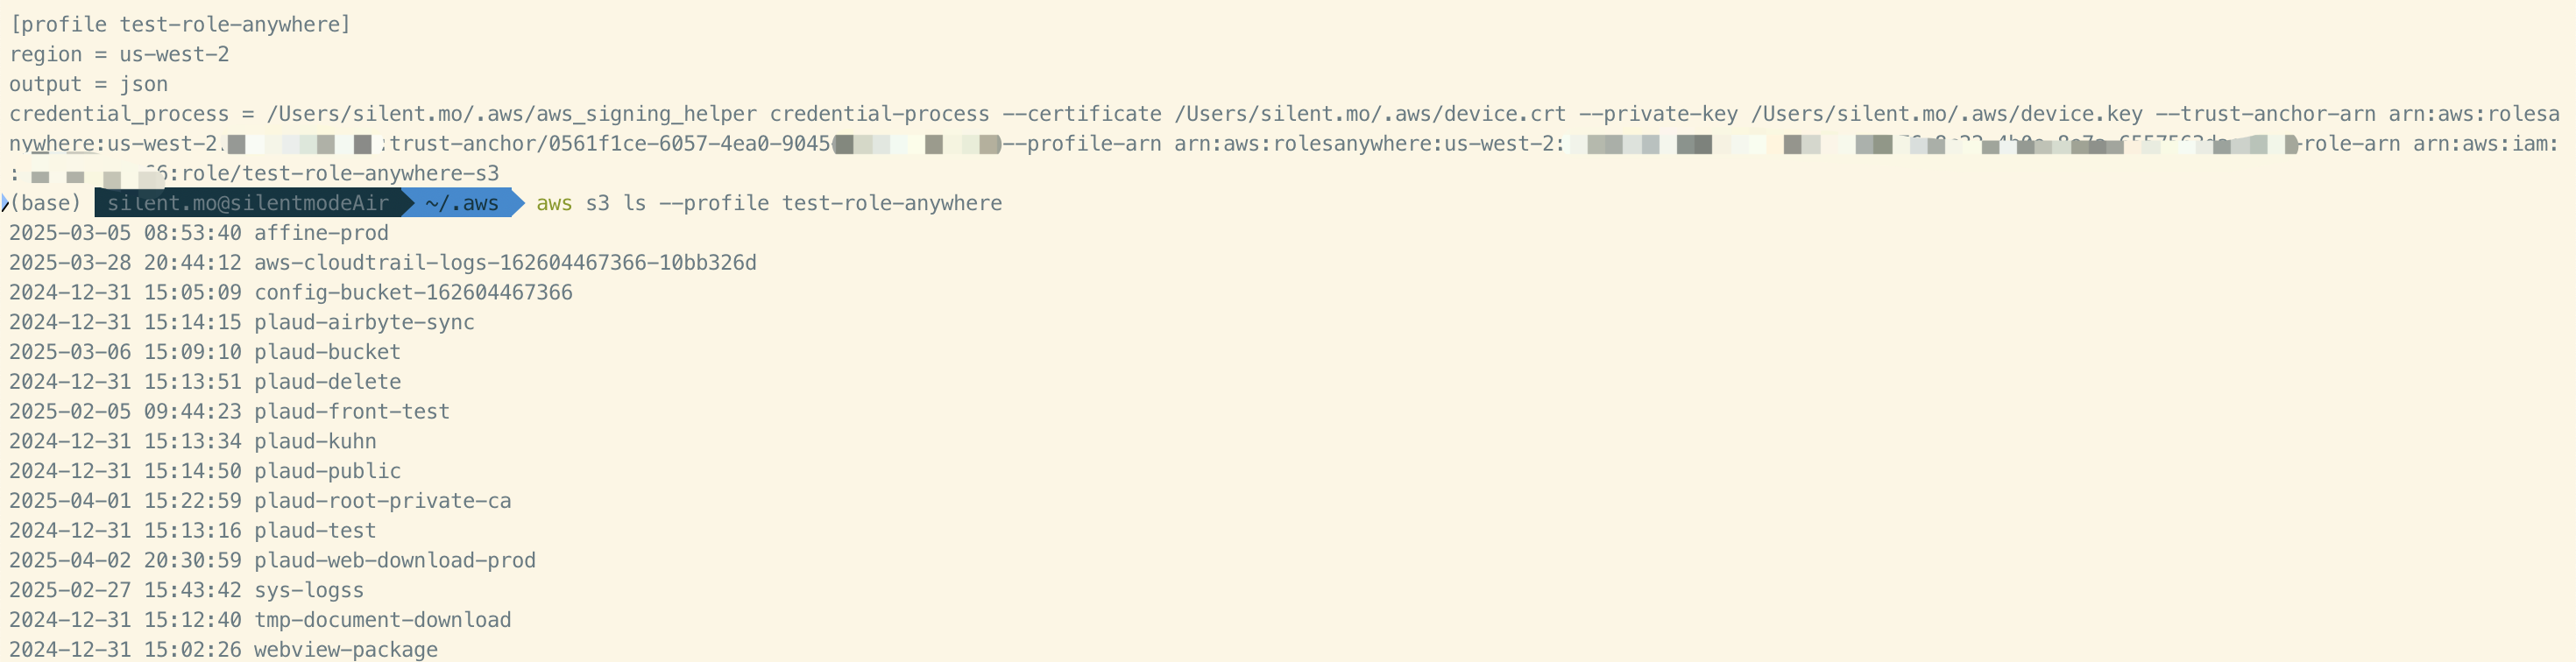 [profile test-role-anywhere]
region = us-west-2
output = json
credential_process = /Users/silent.mo/.aws/aws_signing_helper credential-process --certificate /Users/silent.mo/.aws/device.crt --private-key /Users/silent.mo/.aws/device.key --trust-anchor-arn arn:aws:rolesa
nywhere:us-west-2 :trust-anchor/0561f1ce-6057-4ea0-9045 --profile-arn arn:aws:rolesanywhere:us-west-2: -role-arn arn:aws:iam:
: 6:role/test-role-anywhere-s3
(base) silent.mo@silentmodeAir ~/.aws aws s3 ls --profile test-role-anywhere
2025-03-05 08:53:40 affine-prod
2025-03-28 20:44:12 aws-cloudtrail-logs-162604467366-10bb326d
2024-12-31 15:05:09 config-bucket-162604467366
2024-12-31 15:14:15 plaud-airbyte-sync
2025-03-06 15:09:10 plaud-bucket
2024-12-31 15:13:51 plaud-delete
2025-02-05 09:44:23 plaud-front-test
2024-12-31 15:13:34 plaud-kuhn
2024-12-31 15:14:50 plaud-public
2025-04-01 15:22:59 plaud-root-private-ca
2024-12-31 15:13:16 plaud-test
2025-04-02 20:30:59 plaud-web-download-prod
2025-02-27 15:43:42 sys-logss
2024-12-31 15:12:40 tmp-document-download
2024-12-31 15:02:26 webview-package